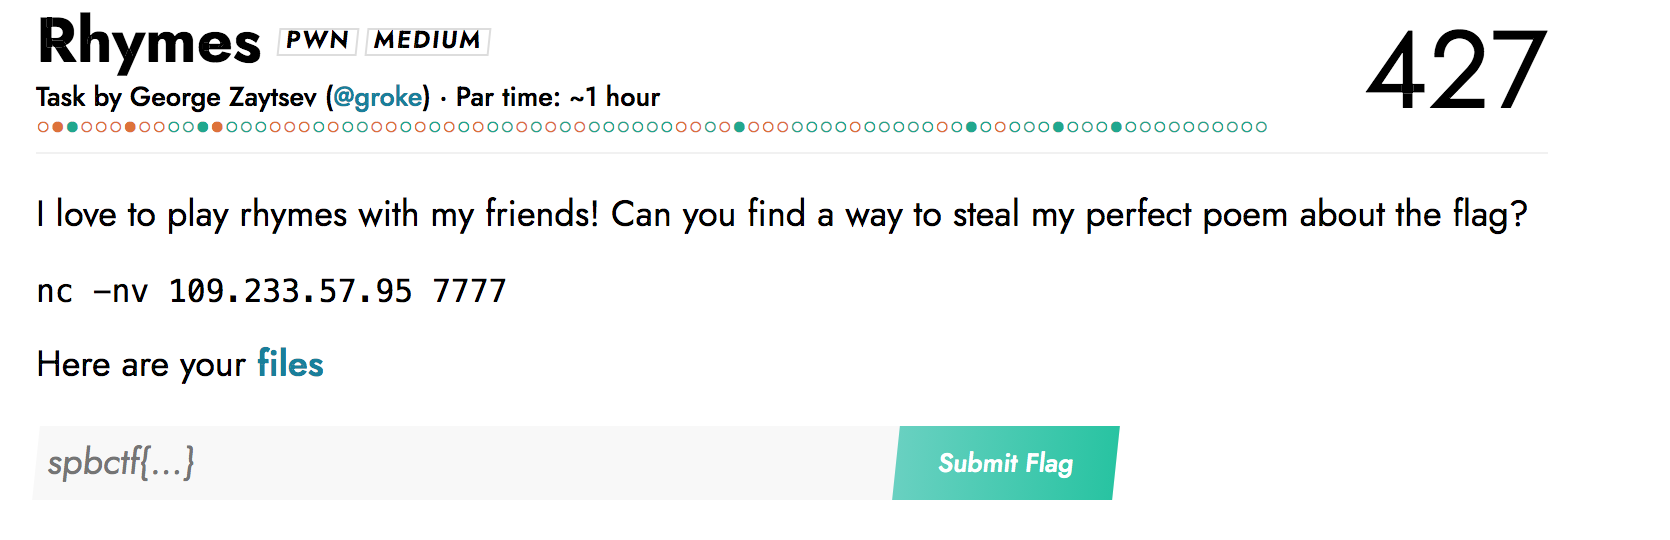 Rhymes PWN MEDIUM 427
Task by George Zaytsev (@groke) · Par time: ~1 hour
I love to play rhymes with my friends! Can you find a way to steal my perfect poem about the flag?
nc -nv 109.233.57.95 7777
Here are your files
spbctf{...} Submit Flag